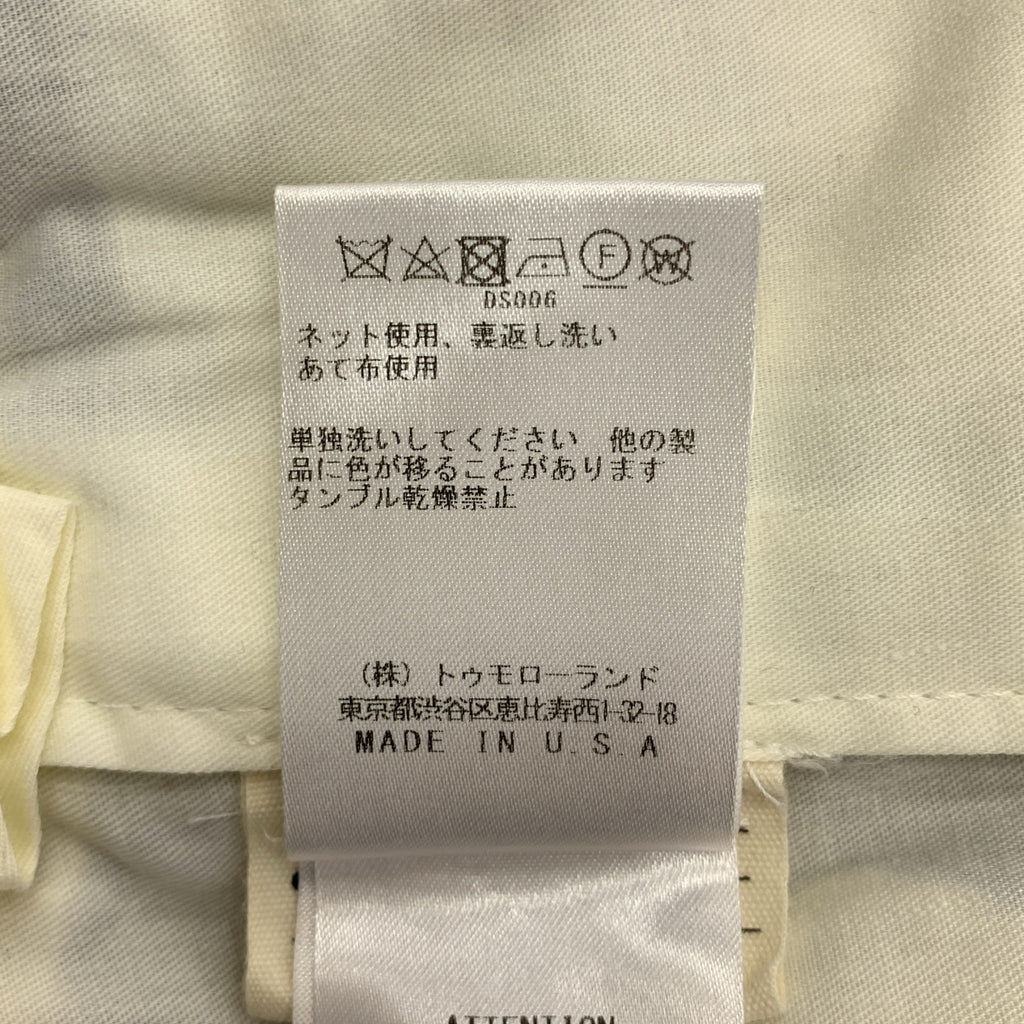 F W
DS006
ネット使用、裏返し洗い
あて布使用
単独洗いしてください 他の製
品に色が移ることがあります
タンブル乾燥禁止
(株)トゥモローランド
東京都渋谷区恵比寿西1-32-18
MADE IN U.S.A
ATTENTION